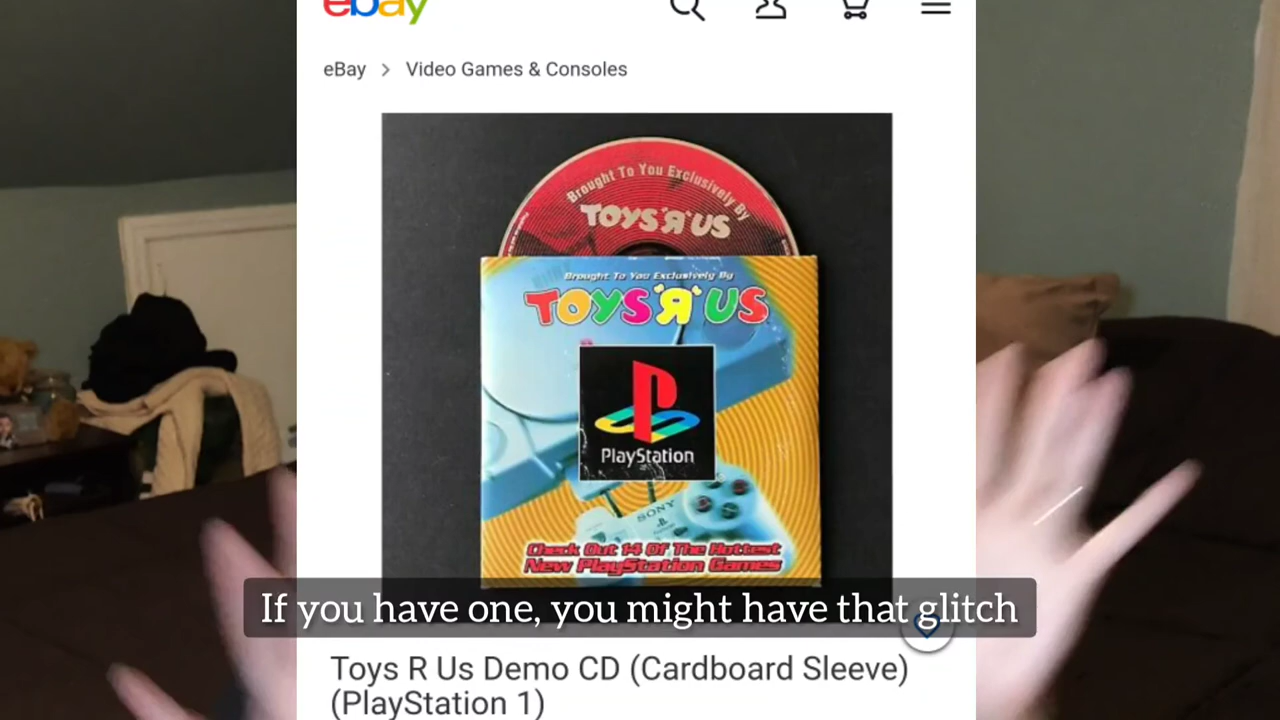 ebay
eBay > Video Games & Consoles
Brought To You Exclusively By
TOYS"R"US
Brought To You Exclusively By
TOYS"R"US
PlayStation
SONY
Check Out 14 Of The Hottest
New PlayStation Games
If you have one, you might have that glitch
Toys R Us Demo CD (Cardboard Sleeve)
(PlayStation 1)